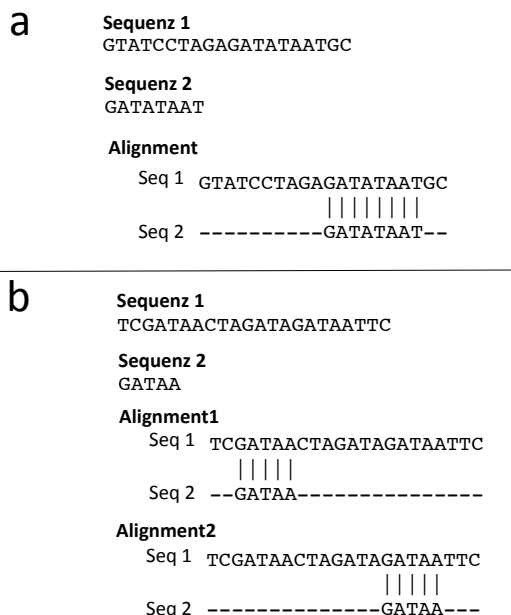 a
Sequenz 1
GTATCCTAGAGATATAATGC
Sequenz 2
GATATAAT
Alignment
Seq 1 GTATCCTAGAGATATAATGC
||||||||
Seq 2 ----------GATATAAT--
b
Sequenz 1
TCGATAACTAGATAGATAATTC
Sequenz 2
GATAA
Alignment1
Seq 1 TCGATAACTAGATAGATAATTC
|||||
Seq 2 --GATAA---------------
Alignment2
Seq 1 TCGATAACTAGATAGATAATTC
|||||
Seq 2 --------------GATAA---